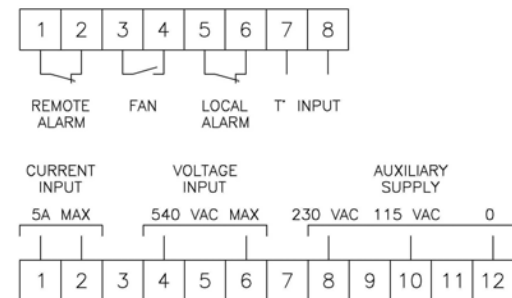 1 2 3 4 5 6 7 8
REMOTE ALARM FAN LOCAL ALARM T° INPUT
CURRENT INPUT VOLTAGE INPUT AUXILIARY SUPPLY
5A MAX 540 VAC MAX 230 VAC 115 VAC 0
1 2 3 4 5 6 7 8 9 10 11 12